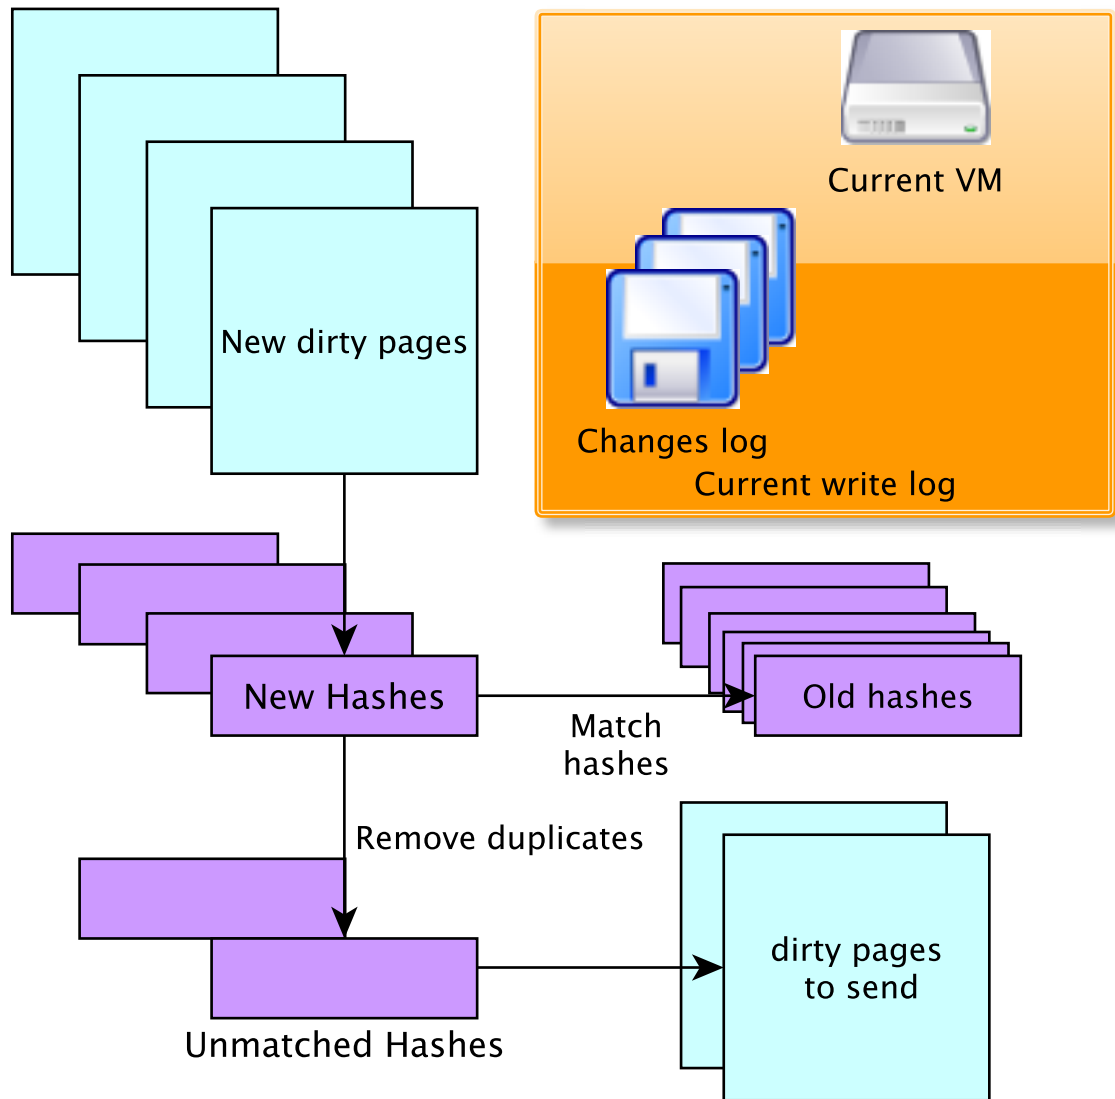 Current VM
New dirty pages
Changes log
Current write log
New Hashes
Old hashes
Match
hashes
Remove duplicates
dirty pages
to send
Unmatched Hashes